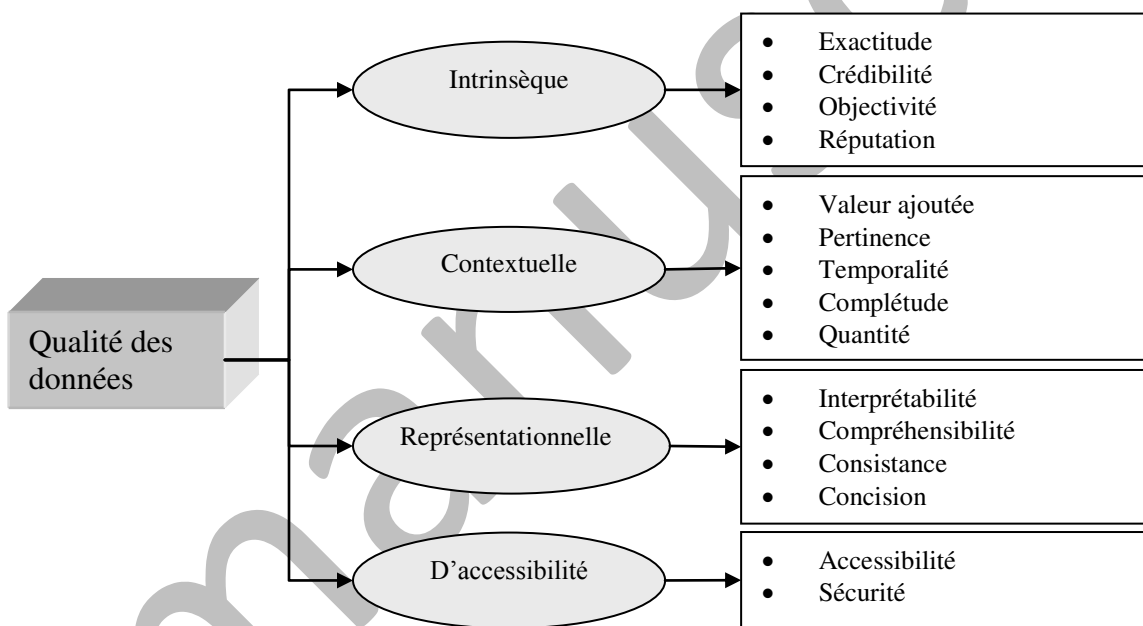 Intrinsèque
Exactitude
Crédibilité
Objectivité
Réputation
Contextuelle
Valeur ajoutée
Pertinence
Temporalité
Complétude
Quantité
Qualité des
données
Représentationnelle
Interprétabilité
Compréhensibilité
Consistance
Concision
D’accessibilité
Accessibilité
Sécurité